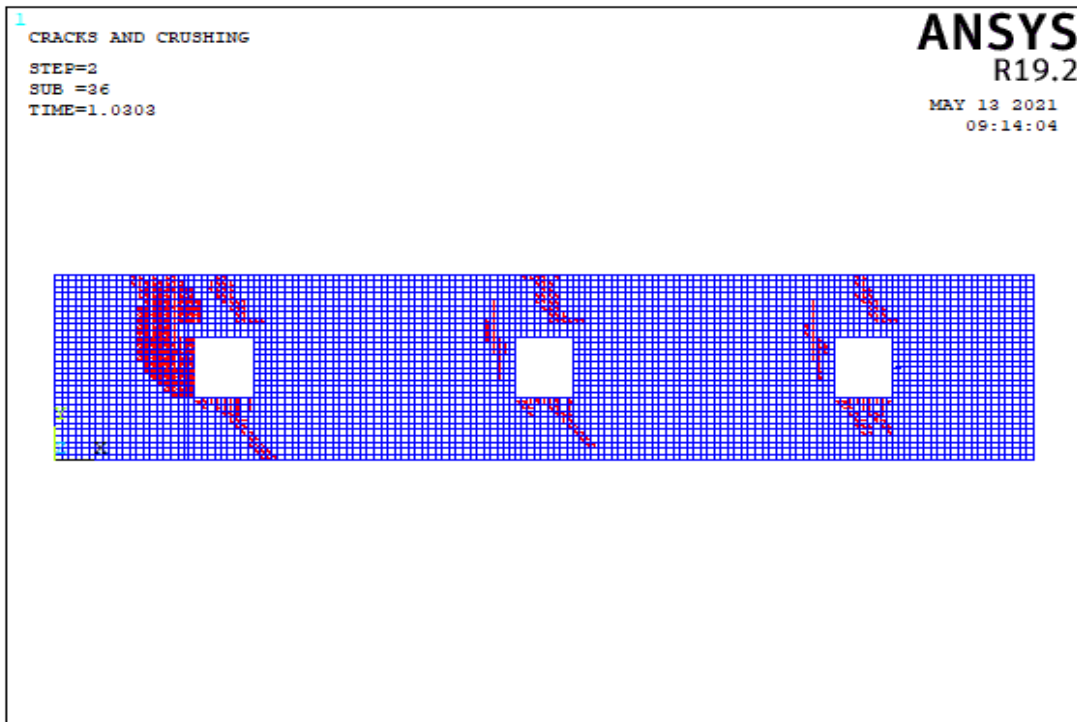 1
CRACKS AND CRUSHING
STEP=2
SUB =36
TIME=1.0303
ANSYS
R19.2
MAY 13 2021
09:14:04
Y
Z
X